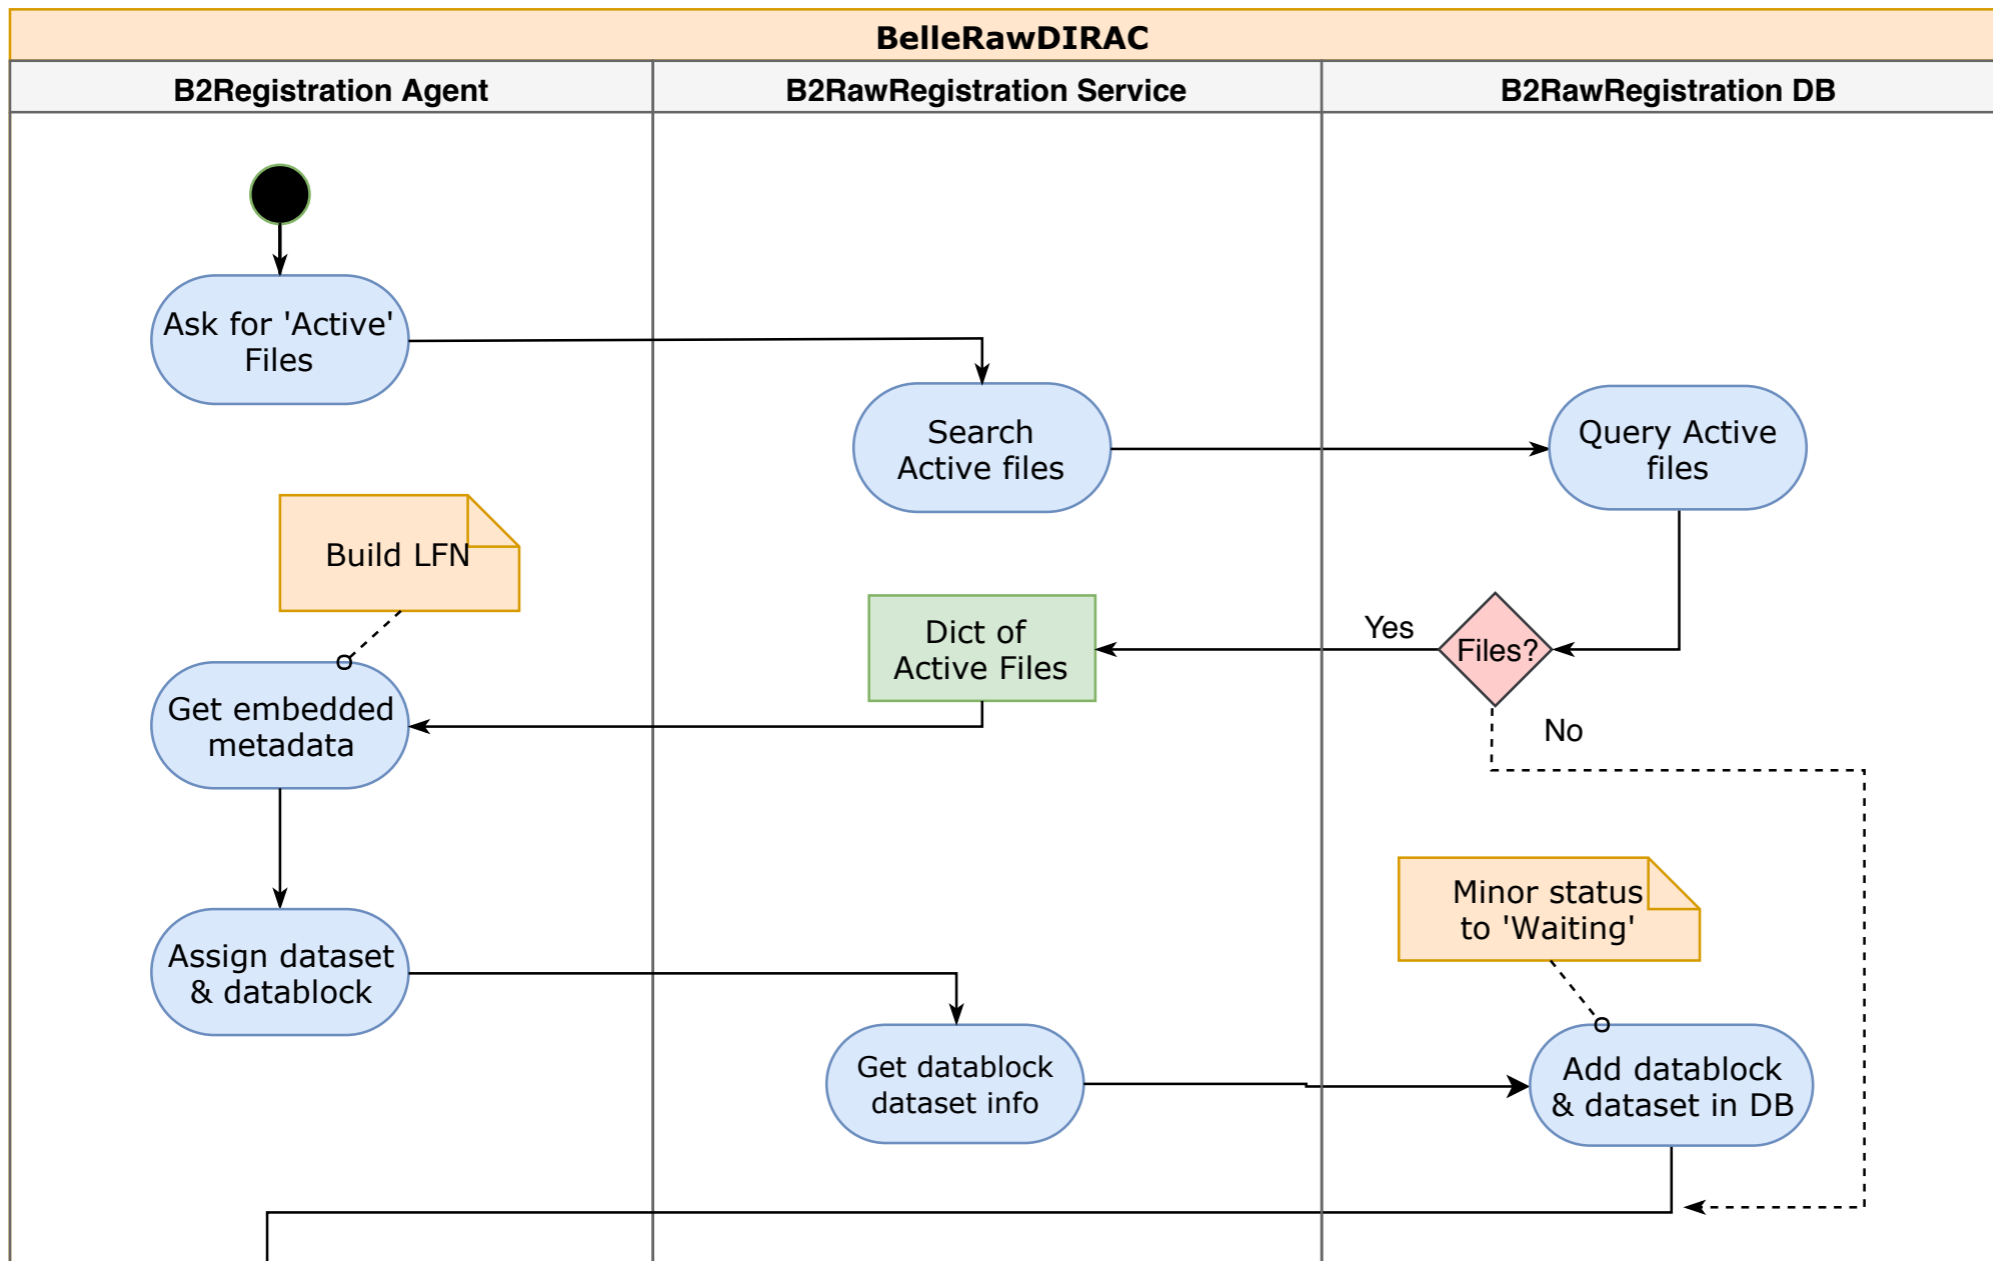 BelleRawDIRAC
B2Registration Agent
B2RawRegistration Service
B2RawRegistration DB
Ask for 'Active'
Files
Search
Active files
Query Active
files
Build LFN
Dict of
Active Files
Yes
Files?
No
Get embedded
metadata
Minor status
to 'Waiting'
Assign dataset
& datablock
Get datablock
dataset info
Add datablock
& dataset in DB